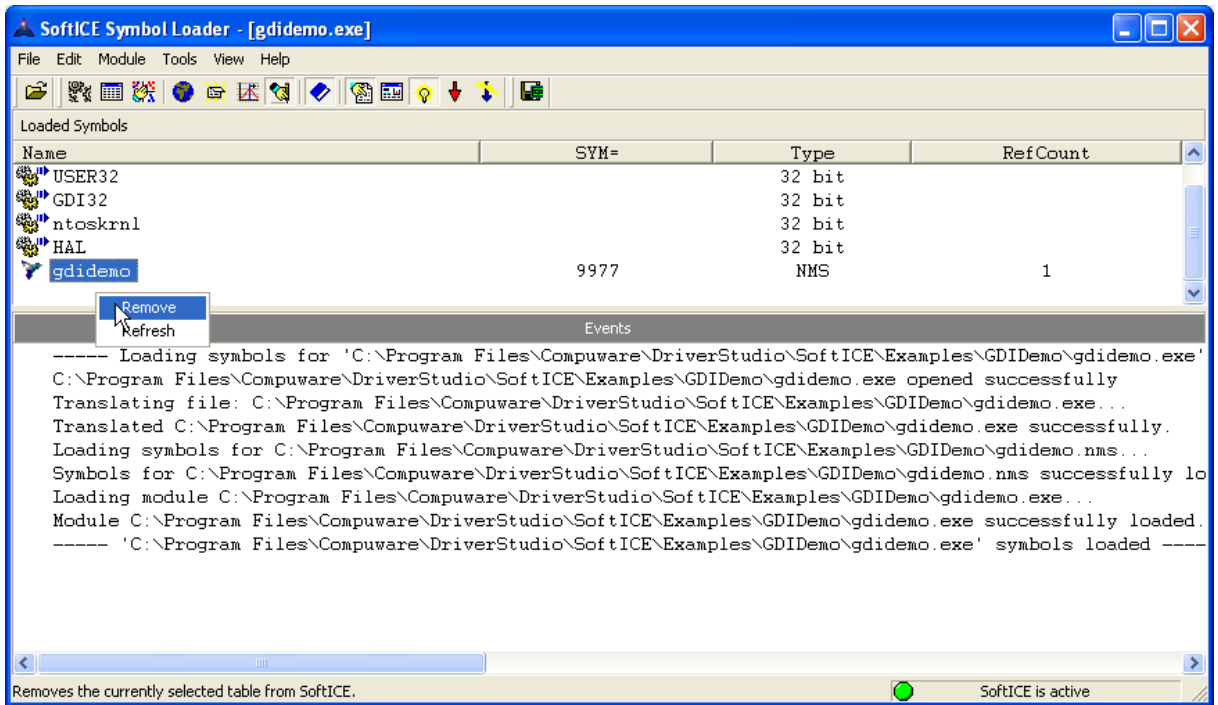 SoftICE Symbol Loader - [gdidemo.exe]
File Edit Module Tools View Help
Loaded Symbols
Name SYM= Type RefCount
USER32 32 bit
GDI32 32 bit
ntoskrnl 32 bit
HAL 32 bit
gdidemo 9977 NMS 1
Remove
Refresh
Events
----- Loading symbols for 'C:\Program Files\Compuware\DriverStudio\SoftICE\Examples\GDIDemo\gdidemo.exe'
C:\Program Files\Compuware\DriverStudio\SoftICE\Examples\GDIDemo\gdidemo.exe opened successfully
Translating file: C:\Program Files\Compuware\DriverStudio\SoftICE\Examples\GDIDemo\gdidemo.exe...
Translated C:\Program Files\Compuware\DriverStudio\SoftICE\Examples\GDIDemo\gdidemo.exe successfully.
Loading symbols for C:\Program Files\Compuware\DriverStudio\SoftICE\Examples\GDIDemo\gdidemo.nms...
Symbols for C:\Program Files\Compuware\DriverStudio\SoftICE\Examples\GDIDemo\gdidemo.nms successfully lo
Loading module C:\Program Files\Compuware\DriverStudio\SoftICE\Examples\GDIDemo\gdidemo.exe...
Module C:\Program Files\Compuware\DriverStudio\SoftICE\Examples\GDIDemo\gdidemo.exe successfully loaded.
----- 'C:\Program Files\Compuware\DriverStudio\SoftICE\Examples\GDIDemo\gdidemo.exe' symbols loaded ----
Removes the currently selected table from SoftICE. SoftICE is active